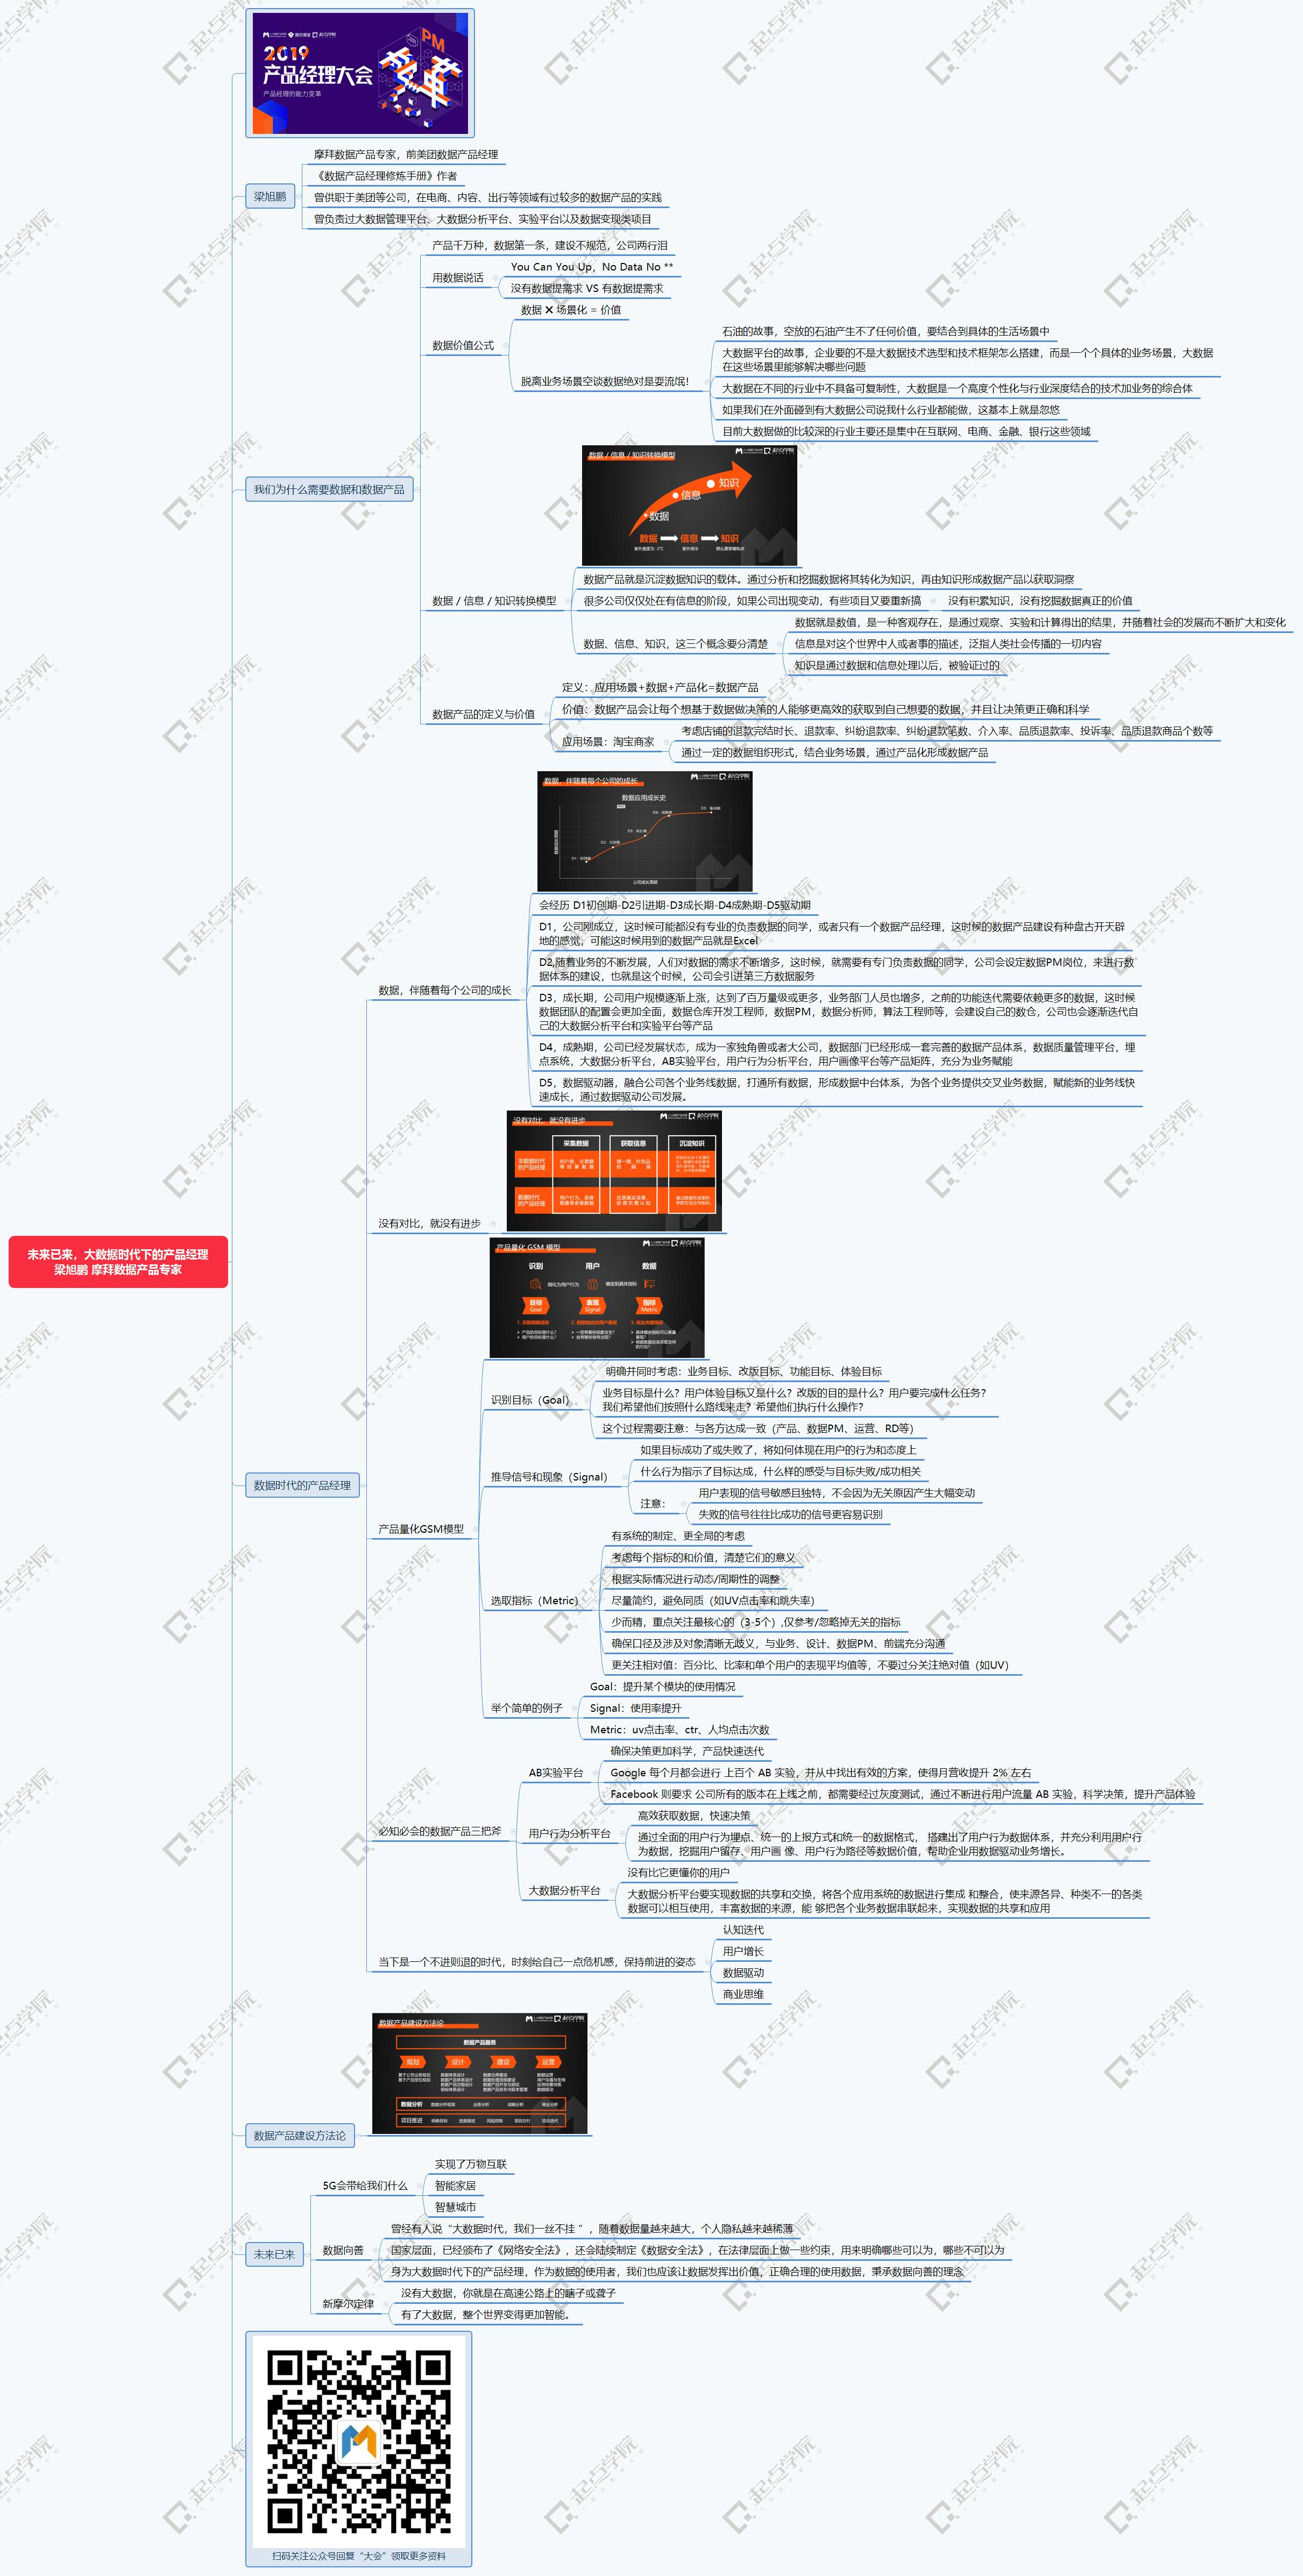 2019
产品经理大会
产品经理的能力变革
PM
梁旭鹏
摩拜数据产品专家，前美团数据产品经理
《数据产品经理修炼手册》作者
曾供职于美团等公司，在电商、内容、出行等领域有过较多的数据产品的实践
曾负责过大数据管理平台、大数据分析平台、实验平台以及数据变现类项目
我们为什么需要数据和数据产品
产品千万种，数据第一条，建设不规范，公司两行泪
用数据说话
You Can You Up，No Data No **
没有数据提需求 VS 有数据提需求
数据价值公式
数据 ✖ 场景化 = 价值
脱离业务场景空谈数据绝对是耍流氓！
石油的故事，空放的石油产生不了任何价值，要结合到具体的生活场景中
大数据平台的故事，企业要的不是大数据技术选型和技术框架怎么搭建，而是一个个具体的业务场景，大数据
在这些场景里能够解决哪些问题
大数据在不同的行业中不具备可复制性，大数据是一个高度个性化与行业深度结合的技术加业务的综合体
如果我们在外面碰到有大数据公司说我什么行业都能做，这基本上就是忽悠
目前大数据做的比较深的行业主要还是集中在互联网、电商、金融、银行这些领域
数据 / 信息 / 知识转换模型
数据 / 信息 / 知识转换模型
知识
信息
数据
数据 信息 知识
数据产品就是沉淀数据知识的载体。通过分析和挖掘数据将其转化为知识，再由知识形成数据产品以获取洞察
很多公司仅仅处在有信息的阶段，如果公司出现变动，有些项目又要重新搞
没有积累知识，没有挖掘数据真正的价值
数据、信息、知识，这三个概念要分清楚
数据就是数值，是一种客观存在，是通过观察、实验和计算得出的结果，并随着社会的发展而不断扩大和变化
信息是对这个世界中人或者事的描述，泛指人类社会传播的一切内容
知识是通过数据和信息处理以后，被验证过的
数据产品的定义与价值
定义：应用场景+数据+产品化=数据产品
价值：数据产品会让每个想基于数据做决策的人能够更高效的获取到自己想要的数据，并且让决策更正确和科学
应用场景：淘宝商家
考虑店铺的退款完结时长、退款率、纠纷退款率、纠纷退款笔数、介入率、品质退款率、投诉率、品质退款商品个数等
通过一定的数据组织形式，结合业务场景，通过产品化形成数据产品
未来已来，大数据时代下的产品经理
梁旭鹏 摩拜数据产品专家
数据时代的产品经理
数据，伴随着每个公司的成长
数据，伴随着每个公司的成长
数据应用成长史
公司成长周期
会经历 D1初创期-D2引进期-D3成长期-D4成熟期-D5驱动期
D1，公司刚成立，这时候可能都没有专业的负责数据的同学，或者只有一个数据产品经理，这时候的数据产品建设有种盘古开天辟
地的感觉，可能这时候用到的数据产品就是Excel
D2,随着业务的不断发展，人们对数据的需求不断增多，这时候，就需要有专门负责数据的同学，公司会设定数据PM岗位，来进行数
据体系的建设，也就是这个时候，公司会引进第三方数据服务
D3，成长期，公司用户规模逐渐上涨，达到了百万量级或更多，业务部门人员也增多，之前的功能迭代需要依赖更多的数据，这时候
数据团队的配置会更加全面，数据仓库开发工程师，数据PM，数据分析师，算法工程师等，会建设自己的数仓，公司也会逐渐迭代自
己的大数据分析平台和实验平台等产品
D4，成熟期，公司已经发展状态，成为一家独角兽或者大公司，数据部门已经形成一套完善的数据产品体系，数据质量管理平台，埋
点系统，大数据分析平台，AB实验平台，用户行为分析平台，用户画像平台等产品矩阵，充分为业务赋能
D5，数据驱动器，融合公司各个业务线数据，打通所有数据，形成数据中台体系，为各个业务提供交叉业务数据，赋能新的业务线快
速成长，通过数据驱动公司发展。
没有对比，就没有进步
没有对比，就没有进步
采集数据 获取信息 沉淀知识
非数据时代
的产品经理
数据时代
的产品经理
产品量化GSM模型
产品量化 GSM 模型
识别 用户 数据
目标
Goal
表现
Signal
指标
Metric
识别目标（Goal）
明确并同时考虑：业务目标、改版目标、功能目标、体验目标
业务目标是什么？用户体验目标又是什么？改版的目的是什么？用户要完成什么任务？
我们希望他们按照什么路线来走？希望他们执行什么操作？
这个过程需要注意：与各方达成一致（产品、数据PM、运营、RD等）
推导信号和现象（Signal）
如果目标成功了或失败了，将如何体现在用户的行为和态度上
什么行为指示了目标达成，什么样的感受与目标失败/成功相关
注意：
用户表现的信号敏感且独特，不会因为无关原因产生大幅变动
失败的信号往往比成功的信号更容易识别
选取指标（Metric）
有系统的制定、更全局的考虑
考虑每个指标的和价值，清楚它们的意义
根据实际情况进行动态/周期性的调整
尽量简约，避免同质（如UV点击率和跳失率）
少而精，重点关注最核心的（3-5个）,仅参考/忽略掉无关的指标
确保口径及涉及对象清晰无歧义，与业务、设计、数据PM、前端充分沟通
更关注相对值：百分比、比率和单个用户的表现平均值等，不要过分关注绝对值（如UV）
举个简单的例子
Goal：提升某个模块的使用情况
Signal：使用率提升
Metric：uv点击率、ctr、人均点击次数
必知必会的数据产品三把斧
AB实验平台
确保决策更加科学，产品快速迭代
Google 每个月都会进行 上百个 AB 实验，并从中找出有效的方案，使得月营收提升 2% 左右
Facebook 则要求 公司所有的版本在上线之前，都需要经过灰度测试，通过不断进行用户流量 AB 实验，科学决策，提升产品体验
用户行为分析平台
高效获取数据，快速决策
通过全面的用户行为埋点、统一的上报方式和统一的数据格式， 搭建出了用户行为数据体系，并充分利用用户行
为数据，挖掘用户留存、用户画 像、用户行为路径等数据价值，帮助企业用数据驱动业务增长。
大数据分析平台
没有比它更懂你的用户
大数据分析平台要实现数据的共享和交换，将各个应用系统的数据进行集成 和整合，使来源各异、种类不一的各类
数据可以相互使用，丰富数据的来源，能 够把各个业务数据串联起来，实现数据的共享和应用
当下是一个不进则退的时代，时刻给自己一点危机感，保持前进的姿态
认知迭代
用户增长
数据驱动
商业思维
数据产品建设方法论
数据产品建设方法论
数据产品服务
规划 设计 建设 运营
数据分析
项目推进
未来已来
5G会带给我们什么
实现了万物互联
智能家居
智慧城市
数据向善
曾经有人说“大数据时代，我们一丝不挂 ”，随着数据量越来越大，个人隐私越来越稀薄
国家层面，已经颁布了《网络安全法》，还会陆续制定《数据安全法》，在法律层面上做一些约束，用来明确哪些可以为，哪些不可以为
身为大数据时代下的产品经理，作为数据的使用者，我们也应该让数据发挥出价值，正确合理的使用数据，秉承数据向善的理念
新摩尔定律
没有大数据，你就是在高速公路上的瞎子或聋子
有了大数据，整个世界变得更加智能。
扫码关注公众号回复“大会”领取更多资料
起点学院